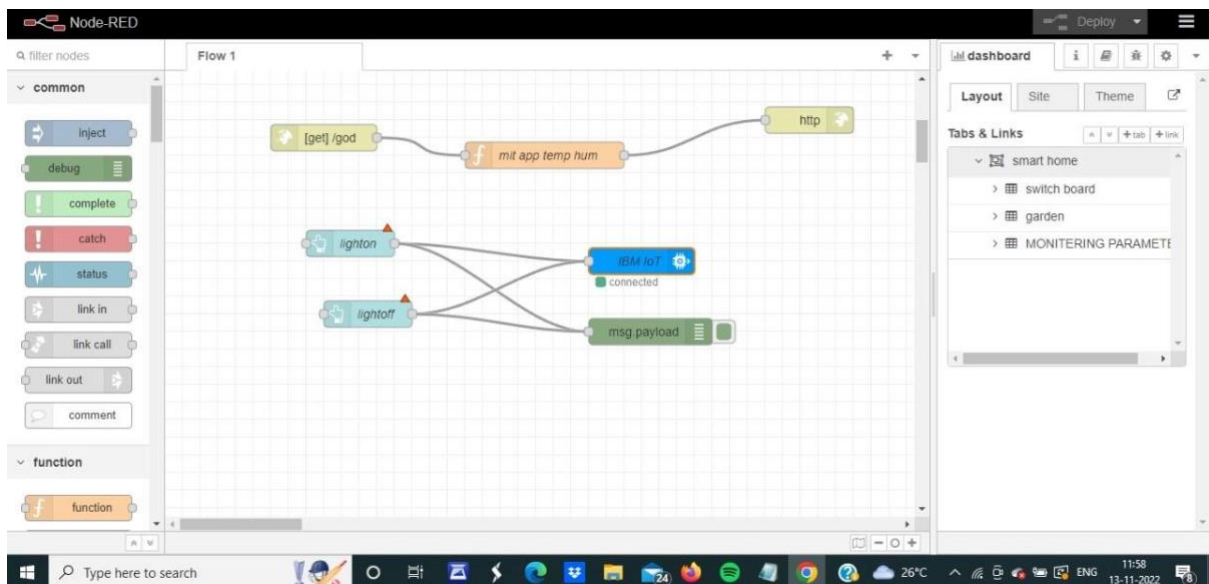 Node-RED
Deploy
filter nodes
Flow 1
dashboard
i
common
Layout
Site
Theme
inject
[get] /god
http
Tabs & Links
+ tab
+ link
debug
mit app temp hum
smart home
complete
switch board
catch
lighton
garden
IBM IoT
MONITERING PARAMETE
status
connected
link in
lightoff
msg.payload
link call
link out
comment
function
function
Type here to search
24
26°C
ENG
11:58
13-11-2022
8